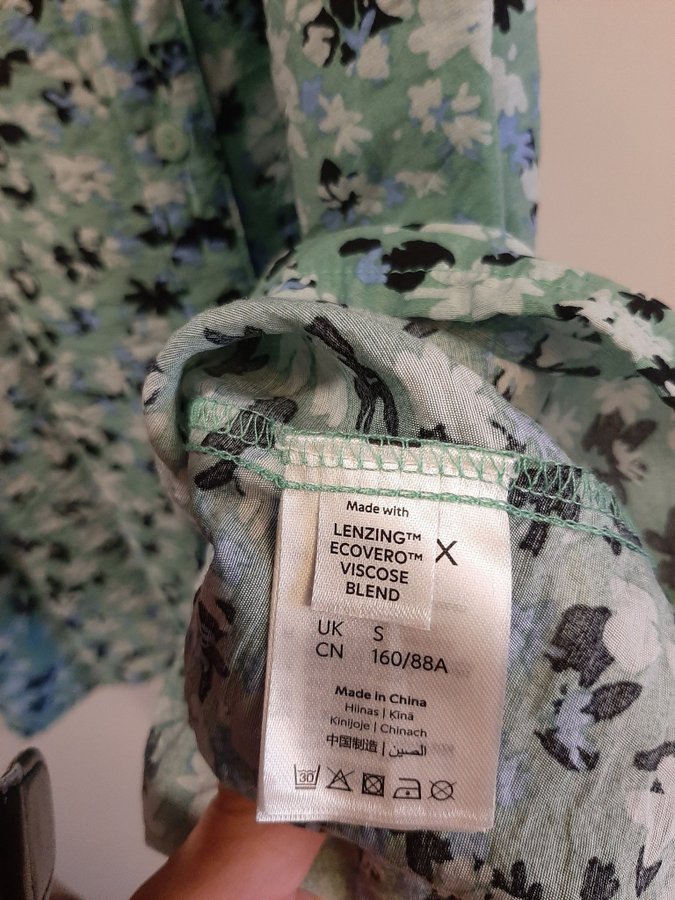 Made with
LENZING™
ECOVERO™
VISCOSE
BLEND
X
UK S
CN 160/88A
Made in China
Hiinas | Ķīnā
Kinijoje | Chinach
中国制造 | الصين
30